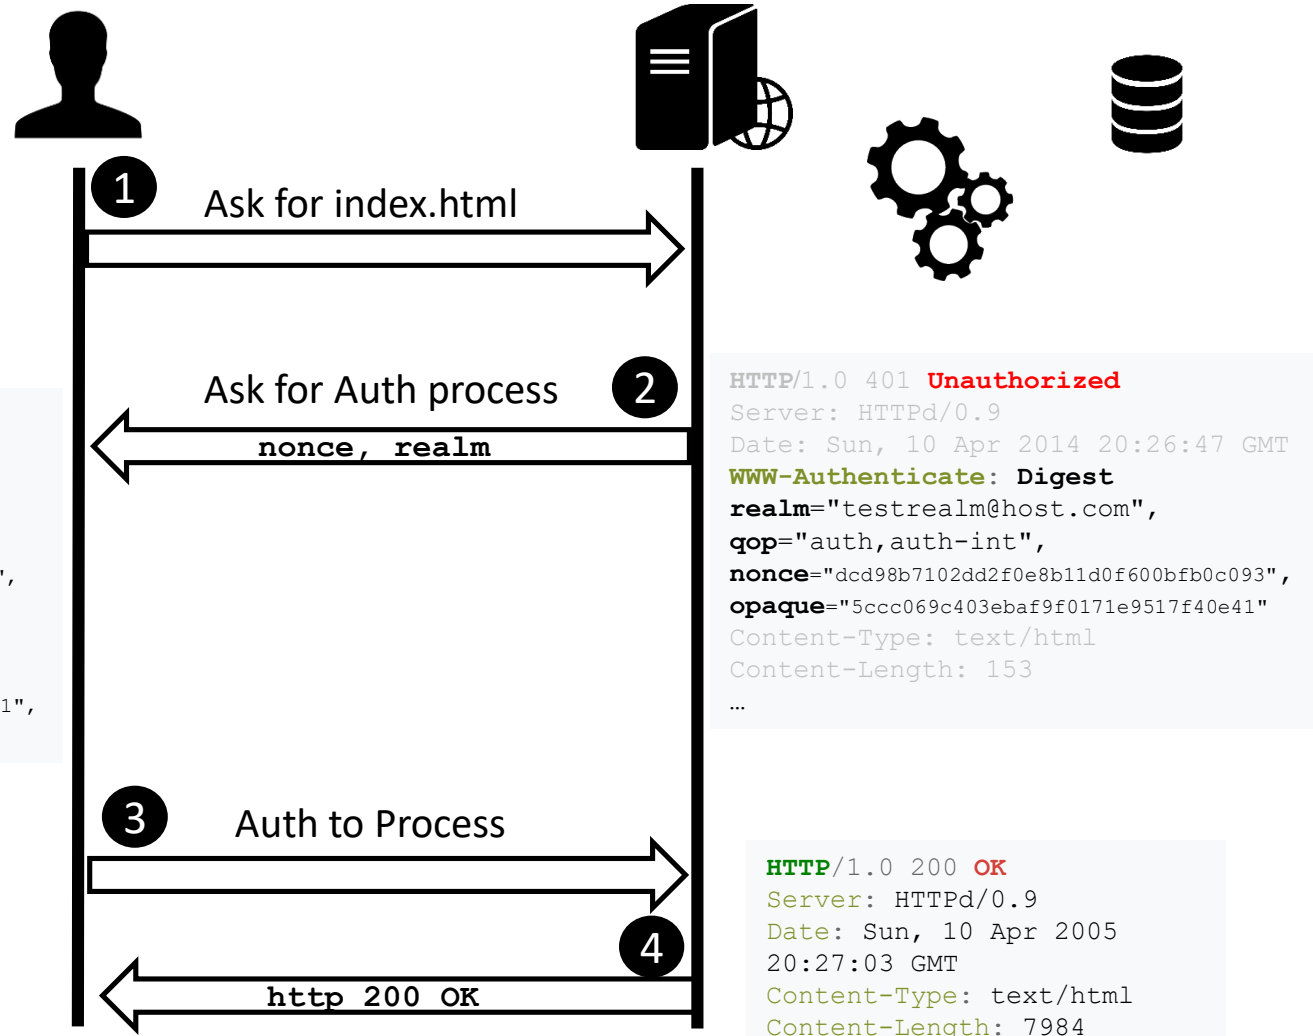 1
Ask for index.html
Ask for Auth process
2
nonce, realm
HTTP/1.0 401 Unauthorized
Server: HTTPd/0.9
Date: Sun, 10 Apr 2014 20:26:47 GMT
WWW-Authenticate: Digest
realm="testrealm@host.com",
qop="auth,auth-int",
nonce="dcd98b7102dd2f0e8b11d0f600bfb0c093",
opaque="5ccc069c403ebaf9f0171e9517f40e41"
Content-Type: text/html
Content-Length: 153
…
",
1",
3
Auth to Process
4
http 200 OK
HTTP/1.0 200 OK
Server: HTTPd/0.9
Date: Sun, 10 Apr 2005
20:27:03 GMT
Content-Type: text/html
Content-Length: 7984